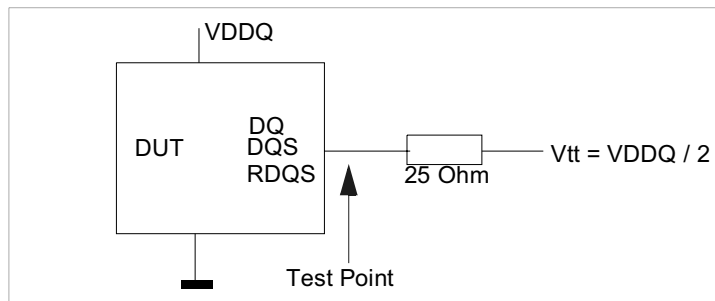 VDDQ
DUT
DQ
DQS
RDQS
25 Ohm
Vtt = VDDQ / 2
Test Point